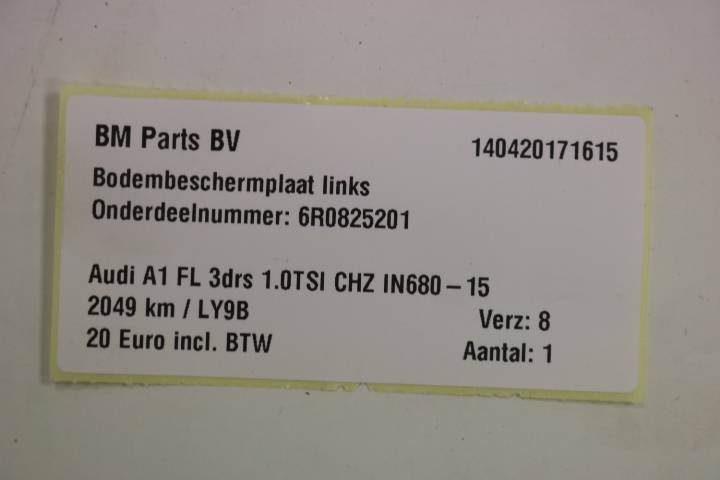 BM Parts BV 140420171615
Bodembeschermplaat links
Onderdeelnummer: 6R0825201
Audi A1 FL 3drs 1.0TSI CHZ IN680-15
2049 km / LY9B Verz: 8
20 Euro incl. BTW Aantal: 1